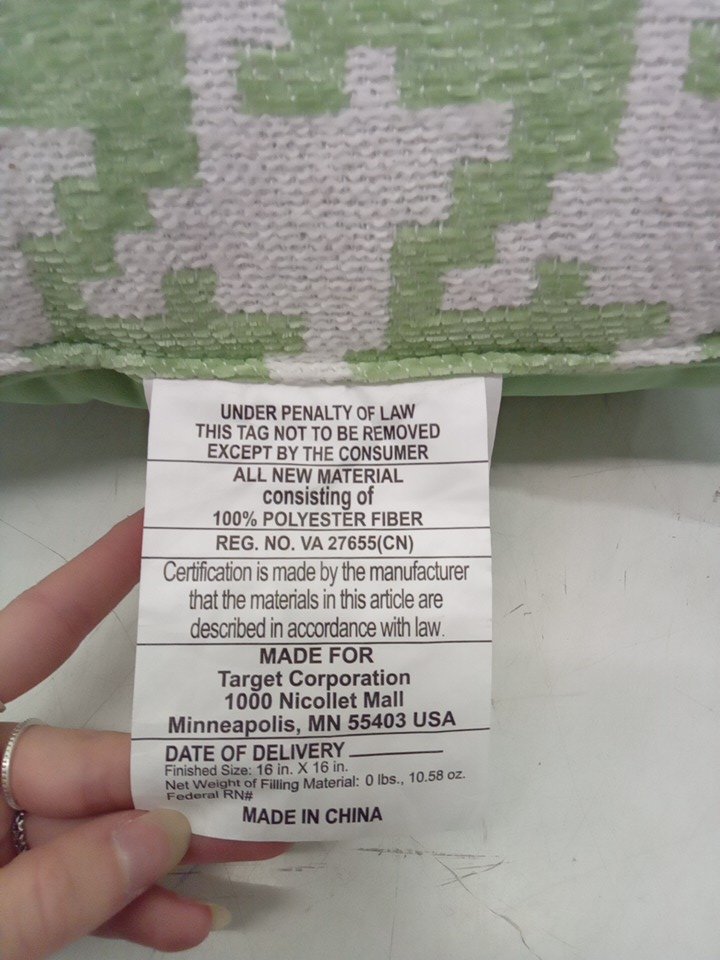 UNDER PENALTY OF LAW
THIS TAG NOT TO BE REMOVED
EXCEPT BY THE CONSUMER
ALL NEW MATERIAL
consisting of
100% POLYESTER FIBER
REG. NO. VA 27655(CN)
Certification is made by the manufacturer
that the materials in this article are
described in accordance with law.
MADE FOR
Target Corporation
1000 Nicollet Mall
Minneapolis, MN 55403 USA
DATE OF DELIVERY
Finished Size: 16 in. X 16 in.
Net Weight of Filling Material: 0 lbs., 10.58 oz.
Federal RN#
MADE IN CHINA